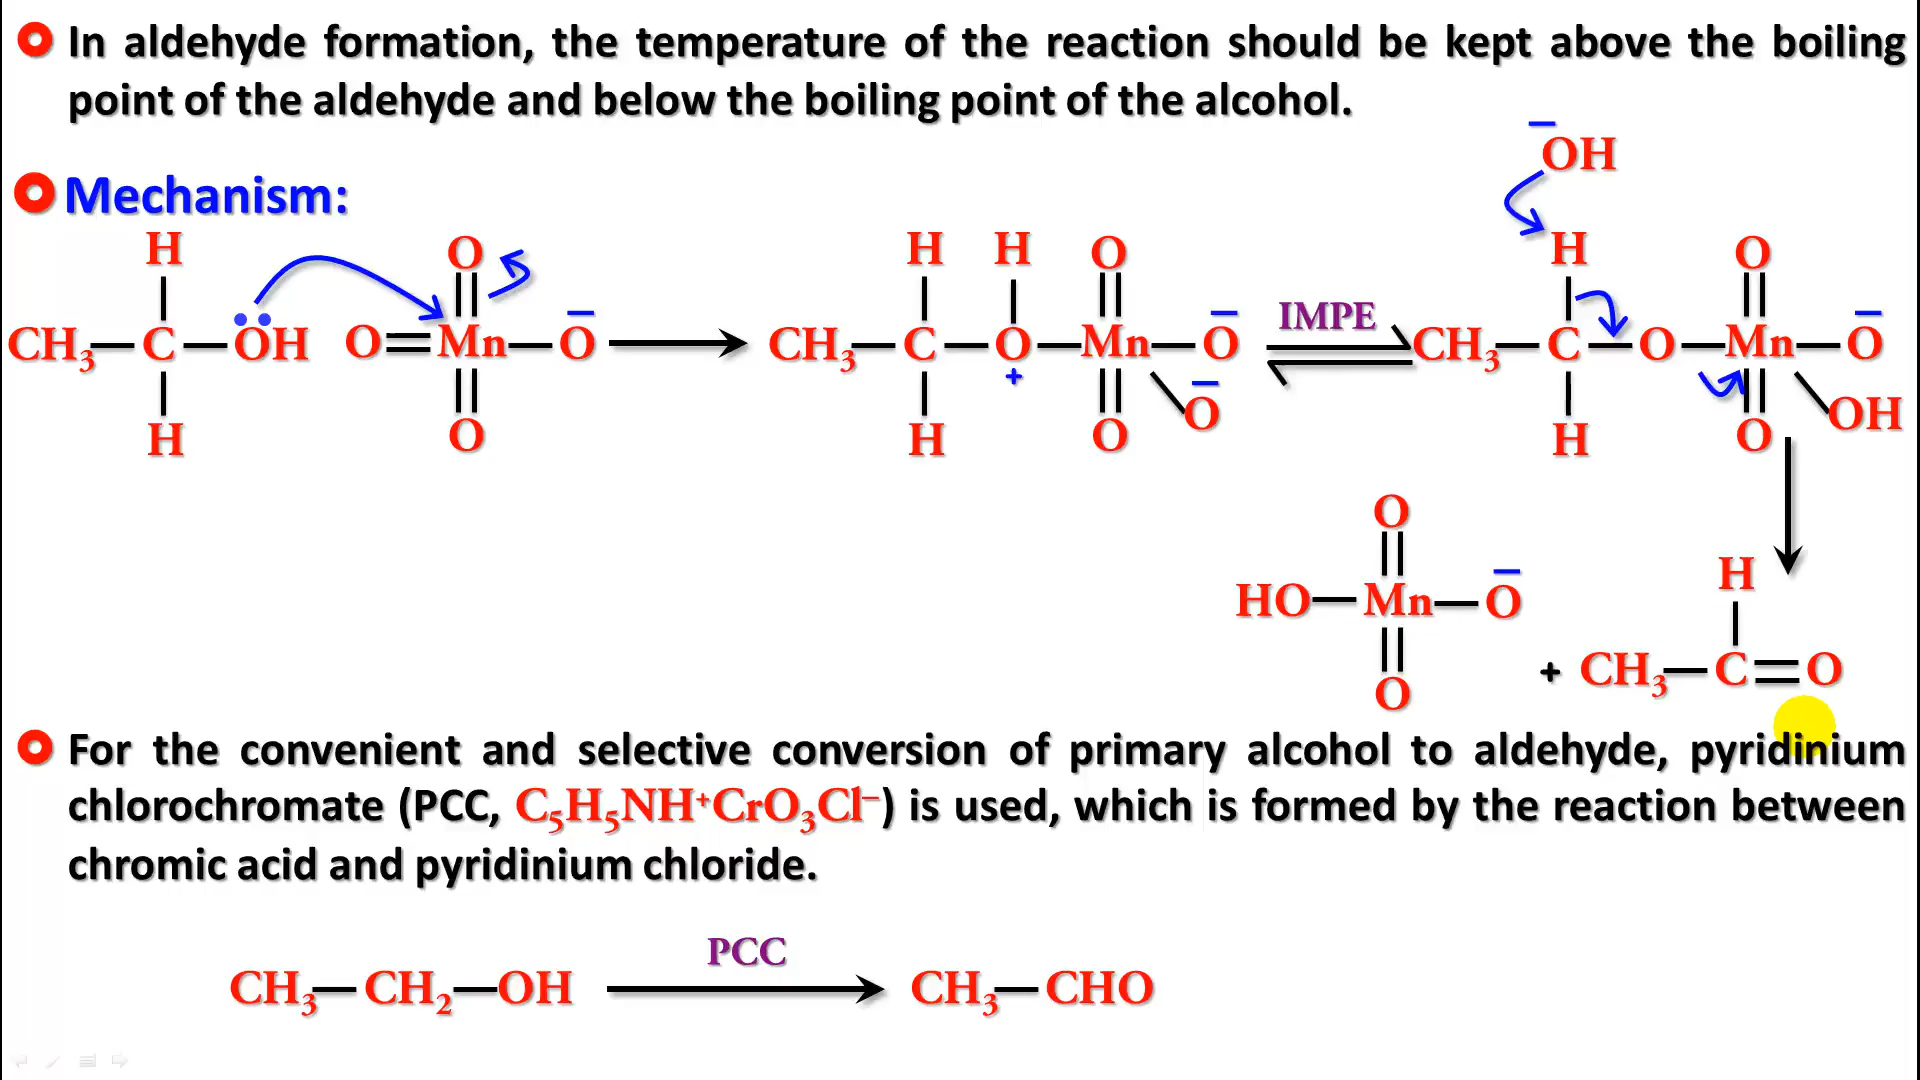 In aldehyde formation, the temperature of the reaction should be kept above the boiling
point of the aldehyde and below the boiling point of the alcohol.
Mechanism:
‾OH
H O H H O H O
CH₃—C—ÖH O=Mn—O‾ CH₃—C—O⁺—Mn—O‾ IMPE CH₃—C—O—Mn—O‾
O‾ OH
H O H O H O
O
HO—Mn—O‾ H
O
+ CH₃—C=O
For the convenient and selective conversion of primary alcohol to aldehyde, pyridinium
chlorochromate (PCC, C₅H₅NH⁺CrO₃Cl⁻) is used, which is formed by the reaction between
chromic acid and pyridinium chloride.
PCC
CH₃—CH₂—OH CH₃—CHO